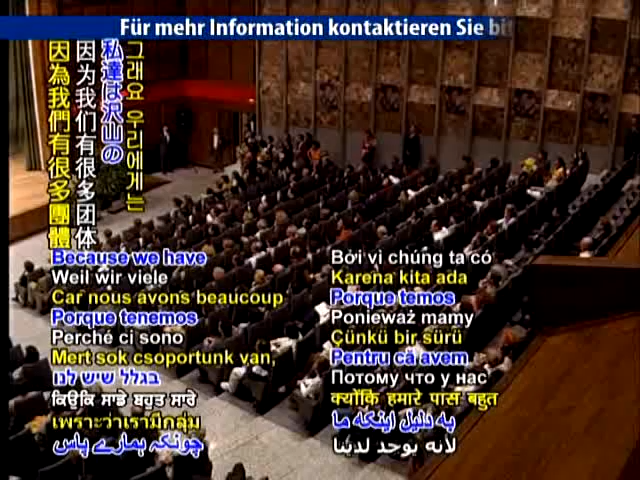 Für mehr Information kontaktieren Sie bi
그래요 우리에게는
私達は沢山の
因为我们有很多团体
因為我們有很多團體
Because we have
Weil wir viele
Car nous avons beaucoup
Porque tenemos
Perché ci sono
Mert sok csoportunk van,
בגלל שיש לנו
ਕਿਉਕਿ ਸਾਡੇ ਬਹੁਤ ਸਾਰੇ
เพราะว่าเรามีกลุ่ม
چونکہ ہمارے پاس
Bởi vì chúng ta có
Karena kita ada
Porque temos
Ponieważ mamy
Çünkü bir sürü
Pentru că avem
Потому что у нас
क्योंकि हमारे पास बहुत
به دلیل اینکه ما
لأنه يوجد لدينا